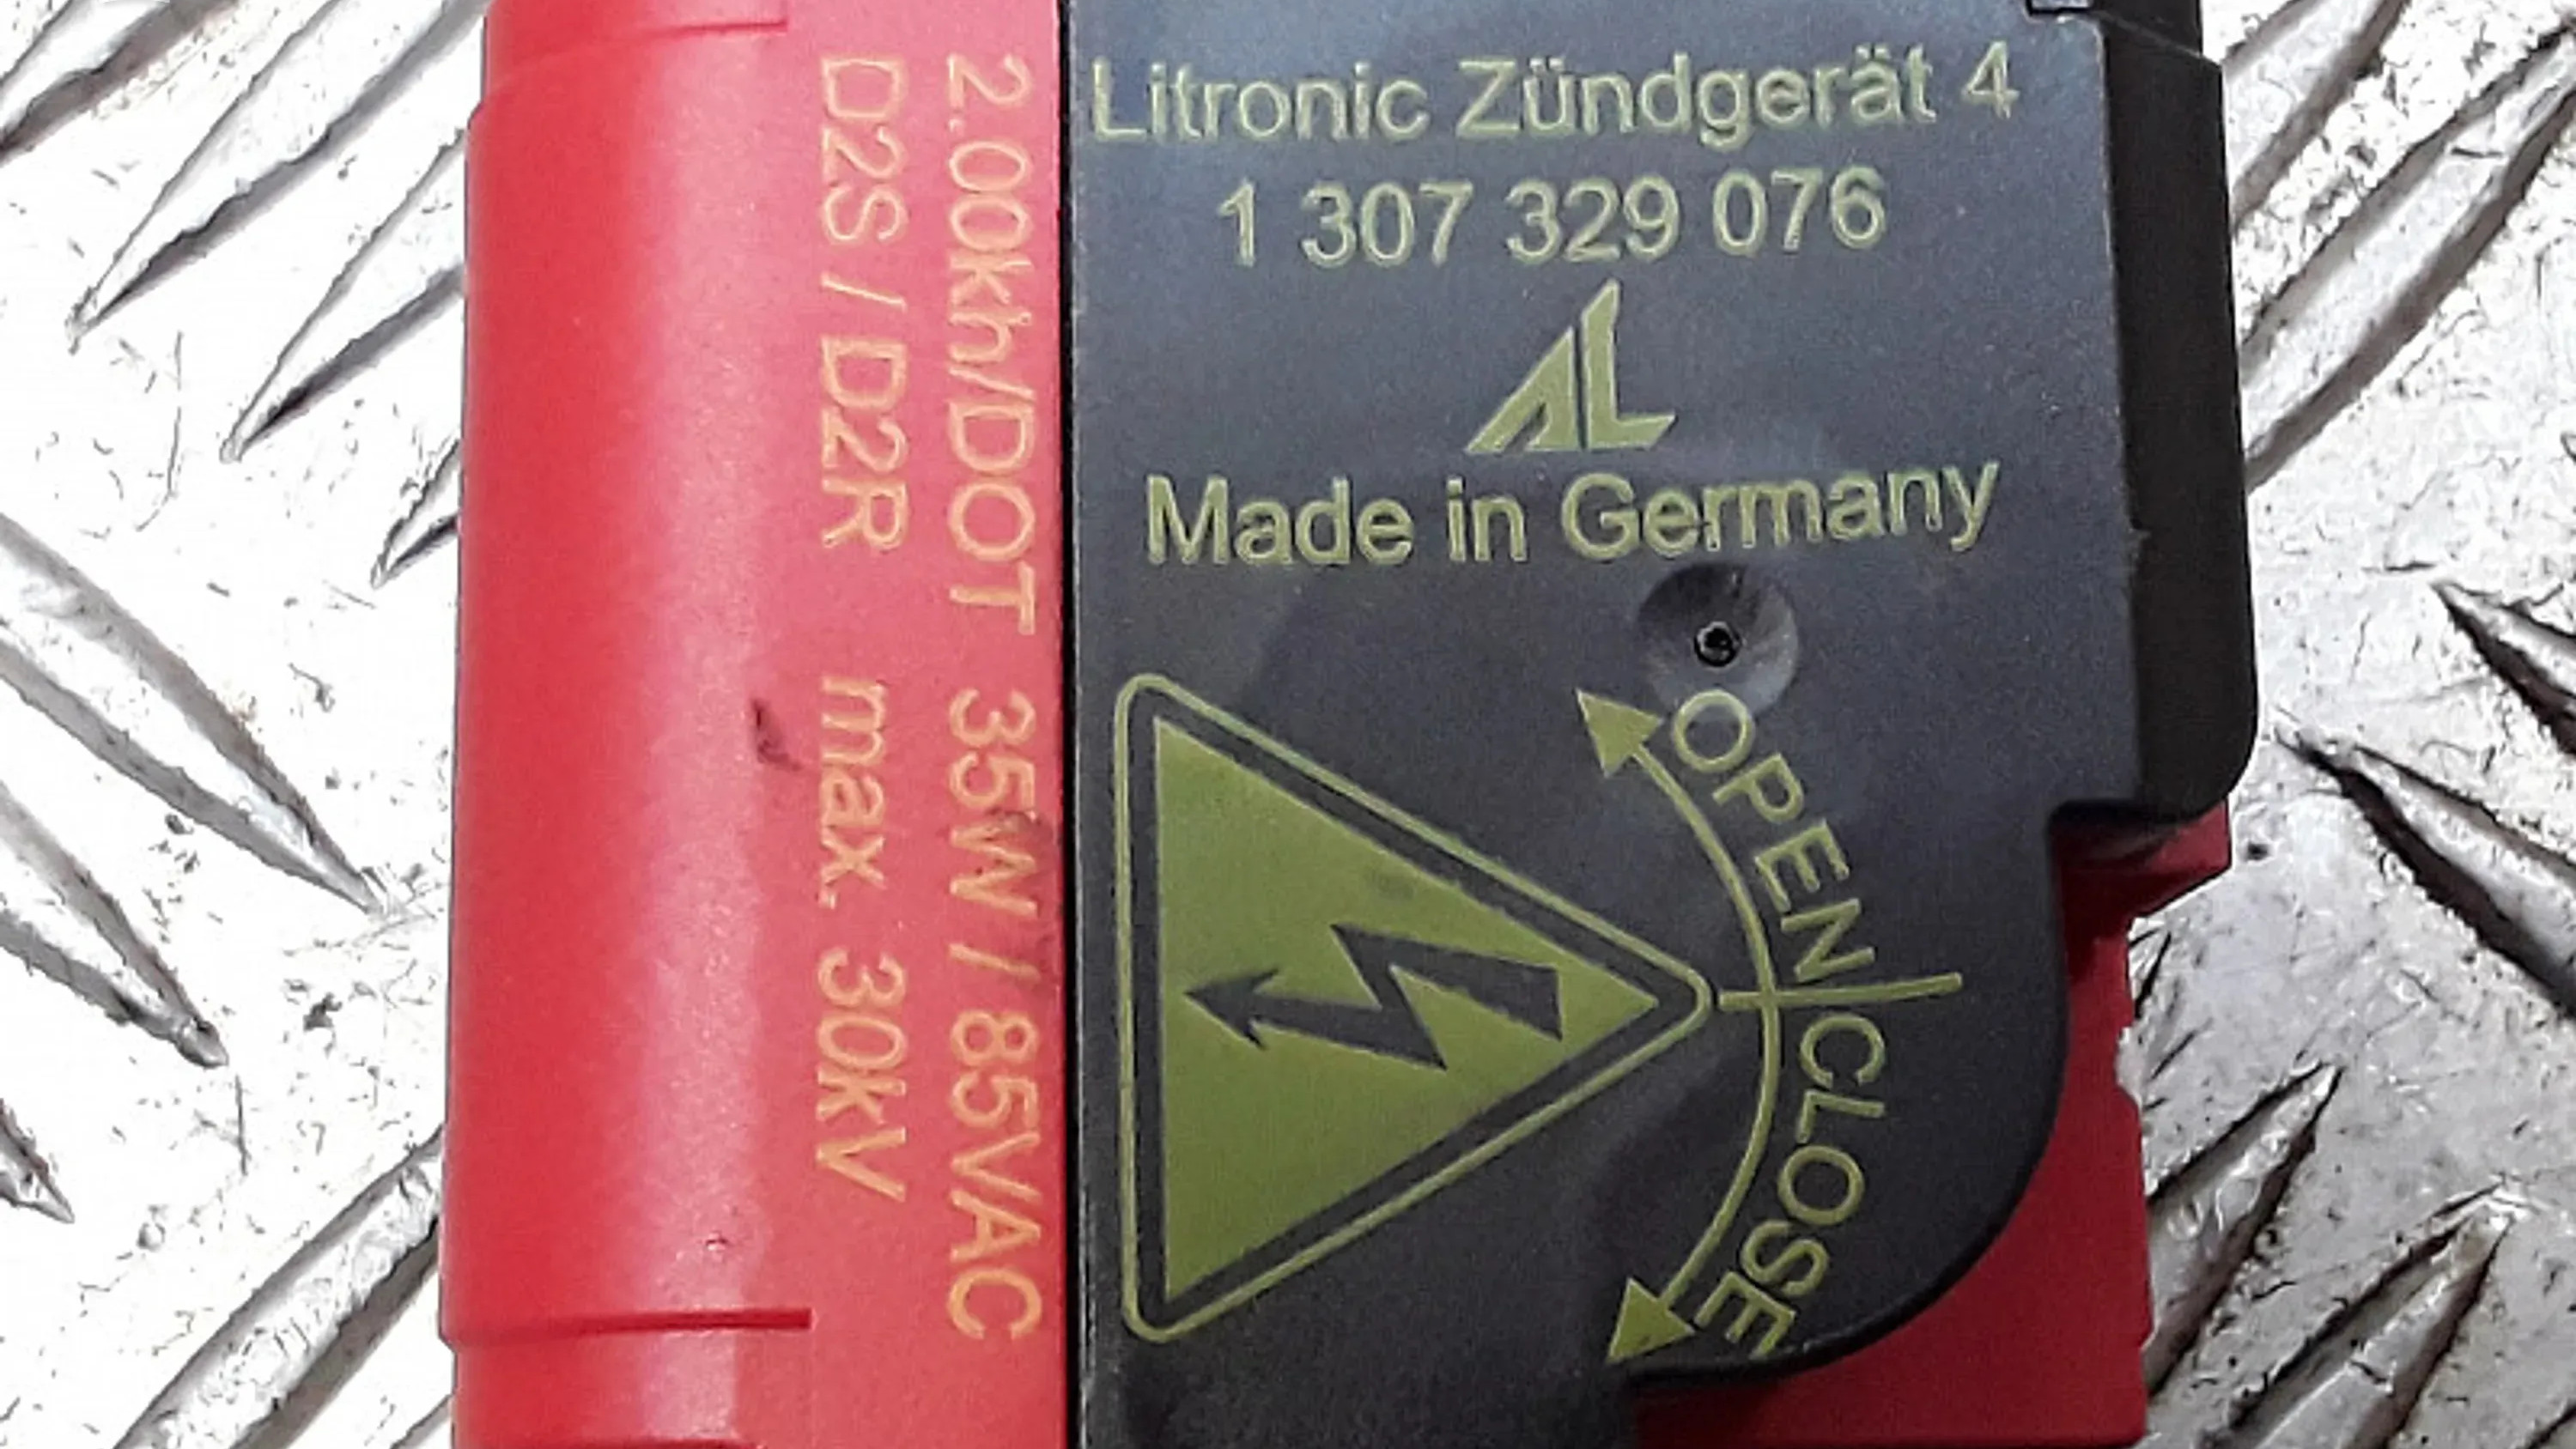 Litronic Zündgerät 4
1 307 329 076
AL
Made in Germany
OPEN
CLOSE
2.00kh/DOT 35W / 85VAC
D2S / D2R max. 30kV